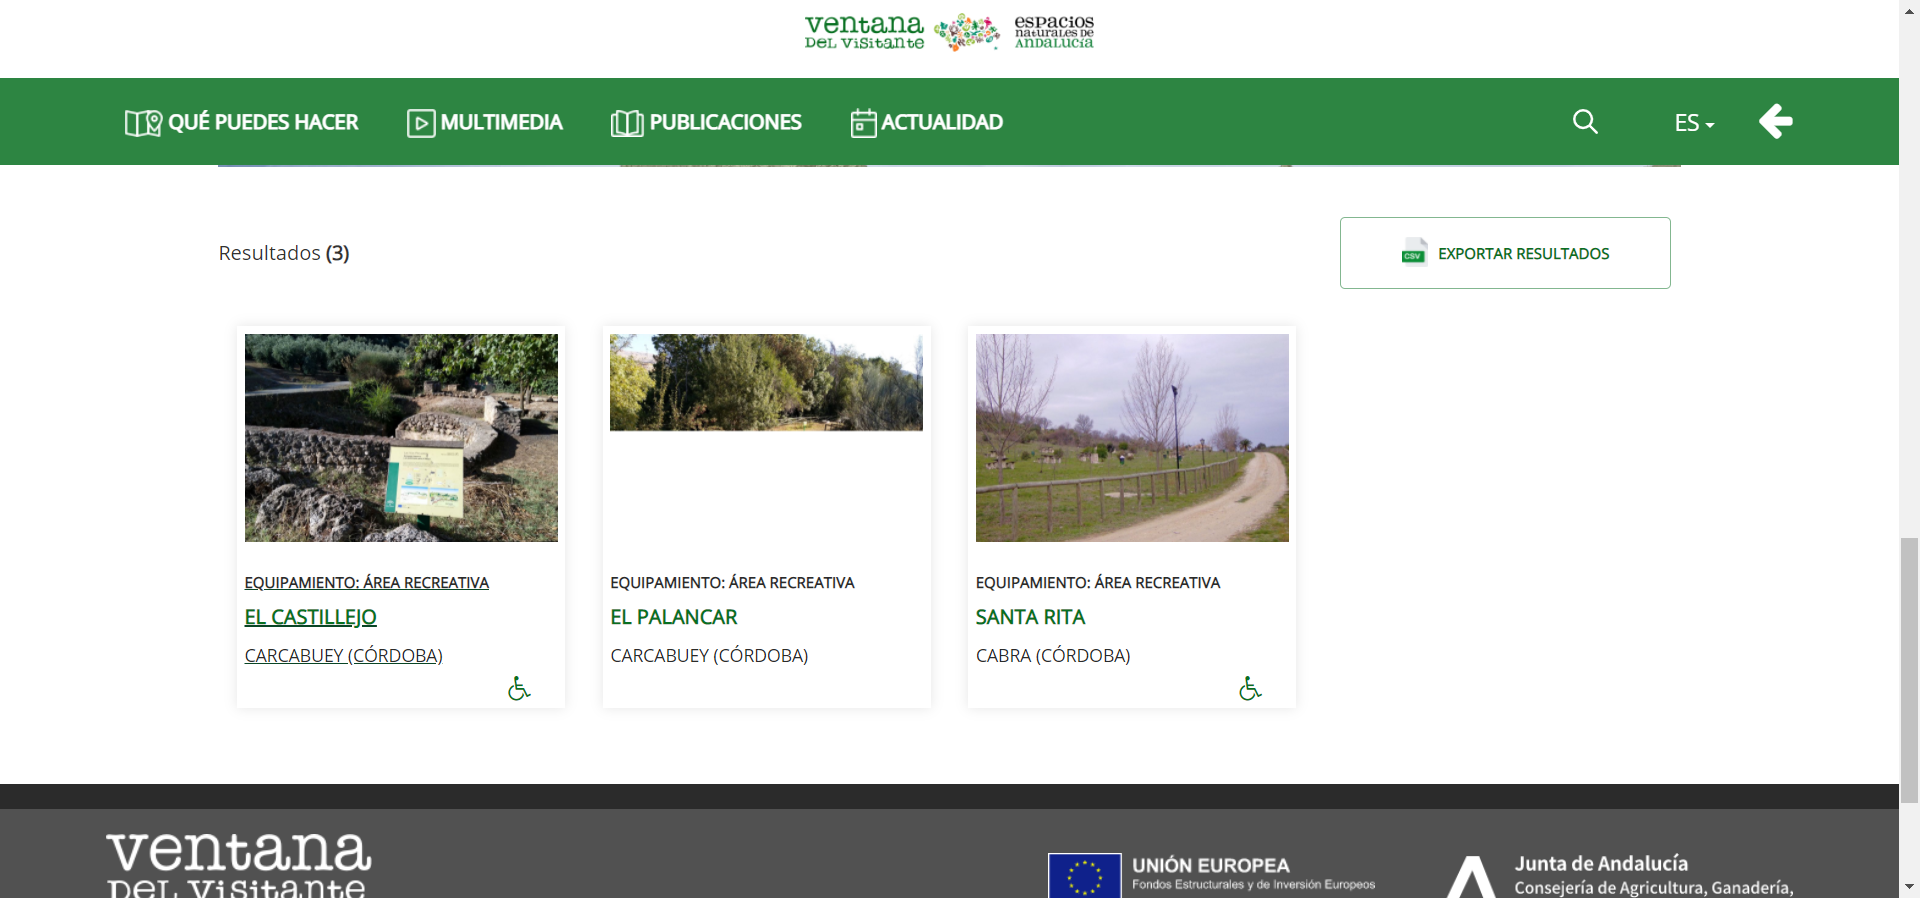 ventana
DEL VISITANTE
ESPACIOS
NATURALES DE
ANDALUCÍA
QUÉ PUEDES HACER
MULTIMEDIA
PUBLICACIONES
ACTUALIDAD
ES
Resultados (3)
CSV
EXPORTAR RESULTADOS
EQUIPAMIENTO: ÁREA RECREATIVA
EL CASTILLEJO
CARCABUEY (CÓRDOBA)
EQUIPAMIENTO: ÁREA RECREATIVA
EL PALANCAR
CARCABUEY (CÓRDOBA)
EQUIPAMIENTO: ÁREA RECREATIVA
SANTA RITA
CABRA (CÓRDOBA)
ventana
DEL VISITANTE
UNIÓN EUROPEA
Fondos Estructurales y de Inversión Europeos
Junta de Andalucía
Consejería de Agricultura, Ganadería,